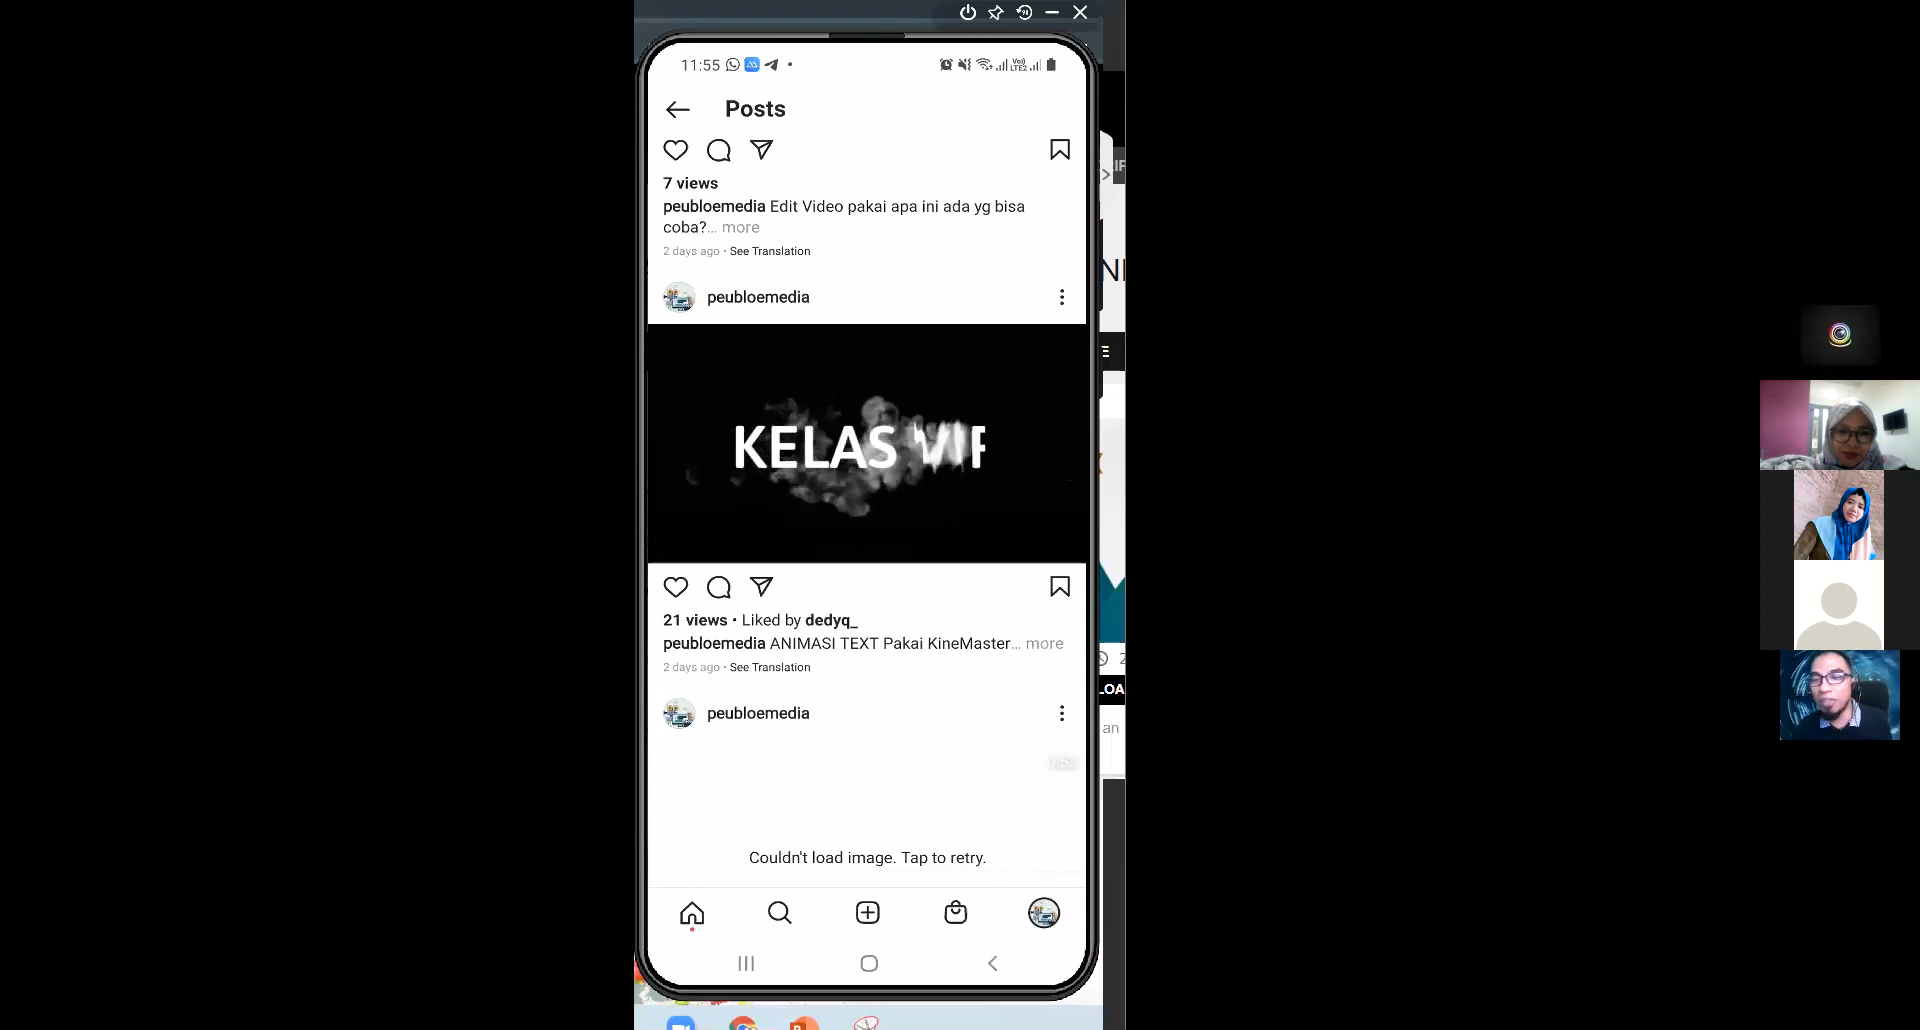 11:55
Posts
7 views
peubloemedia Edit Video pakai apa ini ada yg bisa
coba?... more
2 days ago • See Translation
peubloemedia
KELAS
21 views • Liked by dedyq_
peubloemedia ANIMASI TEXT Pakai KineMaster... more
2 days ago • See Translation
peubloemedia
Couldn't load image. Tap to retry.